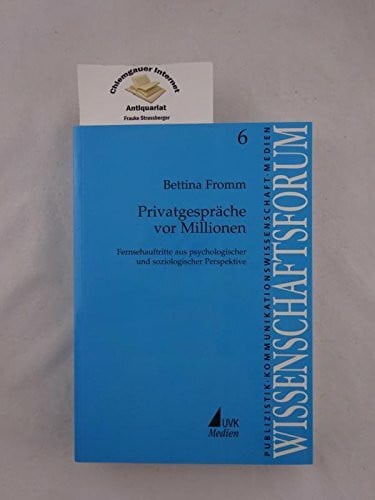 Chiemgauer Internet
Antiquariat
Frauke Strassberger
6
Bettina Fromm
Privatgespräche
vor Millionen
Fernsehauftritte aus psychologischer
und soziologischer Perspektive
UVK
Medien
PUBLIZISTIK-KOMMUNIKATIONSWISSENSCHAFT-MEDIEN
WISSENSCHAFTSFORUM